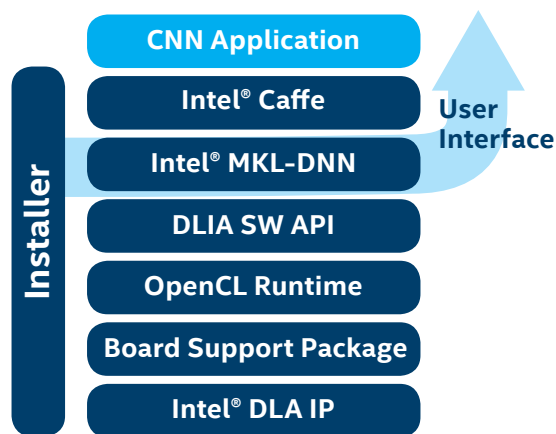 CNN Application
Intel® Caffe
User
Interface
Intel® MKL-DNN
DLIA SW API
Installer
OpenCL Runtime
Board Support Package
Intel® DLA IP